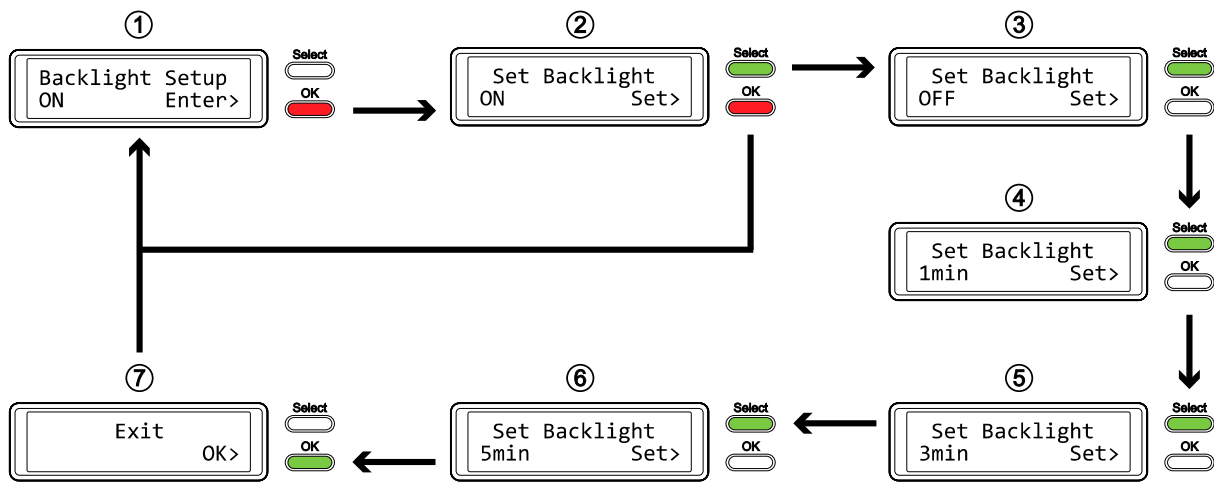 ①
Backlight Setup
ON Enter>
Select
OK
②
Set Backlight
ON Set>
Select
OK
③
Set Backlight
OFF Set>
Select
OK
④
Set Backlight
1min Set>
Select
OK
⑤
Set Backlight
3min Set>
Select
OK
⑥
Set Backlight
5min Set>
Select
OK
⑦
Exit
OK>
Select
OK